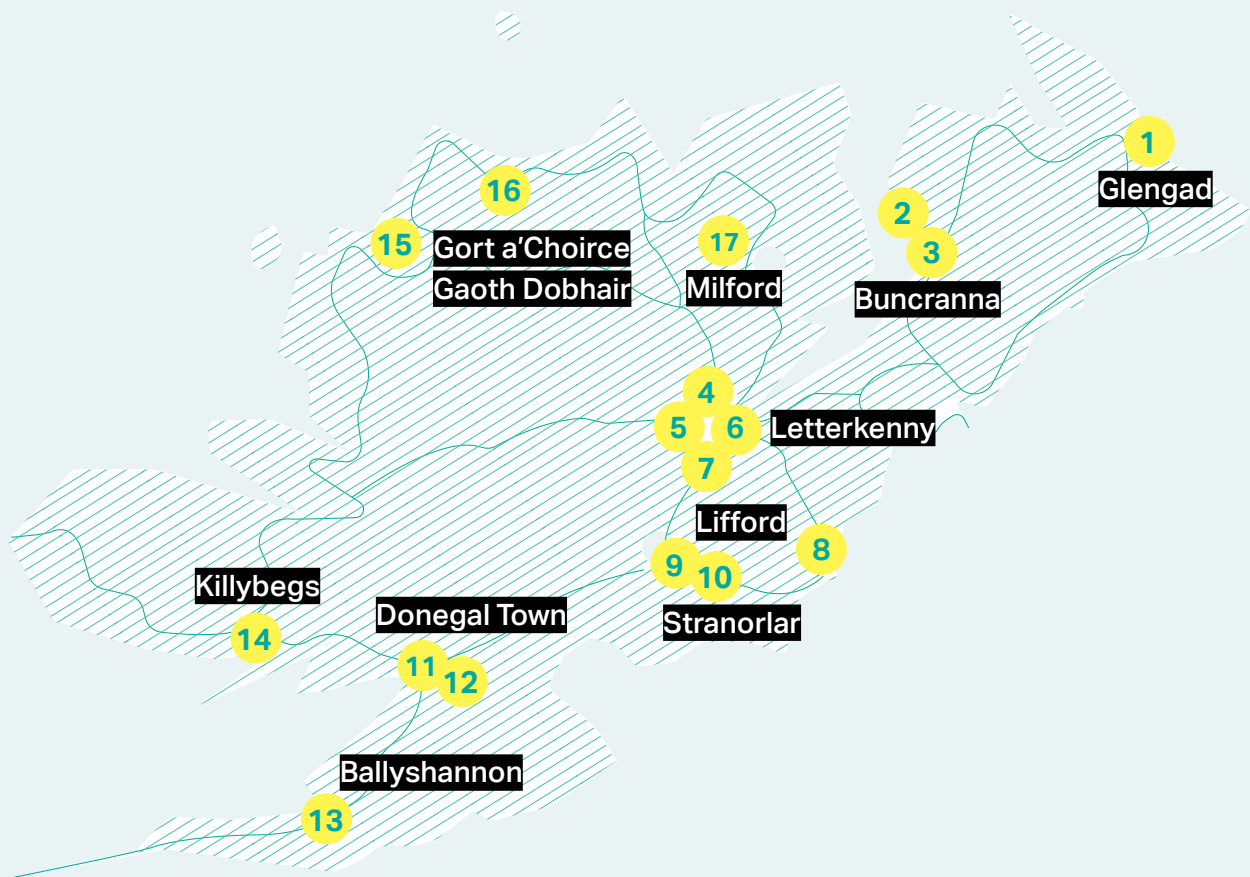 1
Glengad
16
2
15
17
3
Gort a'Choirce
Gaoth Dobhair
Milford
Buncranna
4
5
6
Letterkenny
7
Lifford
8
9
10
Killybegs
Donegal Town
Stranorlar
14
11
12
Ballyshannon
13